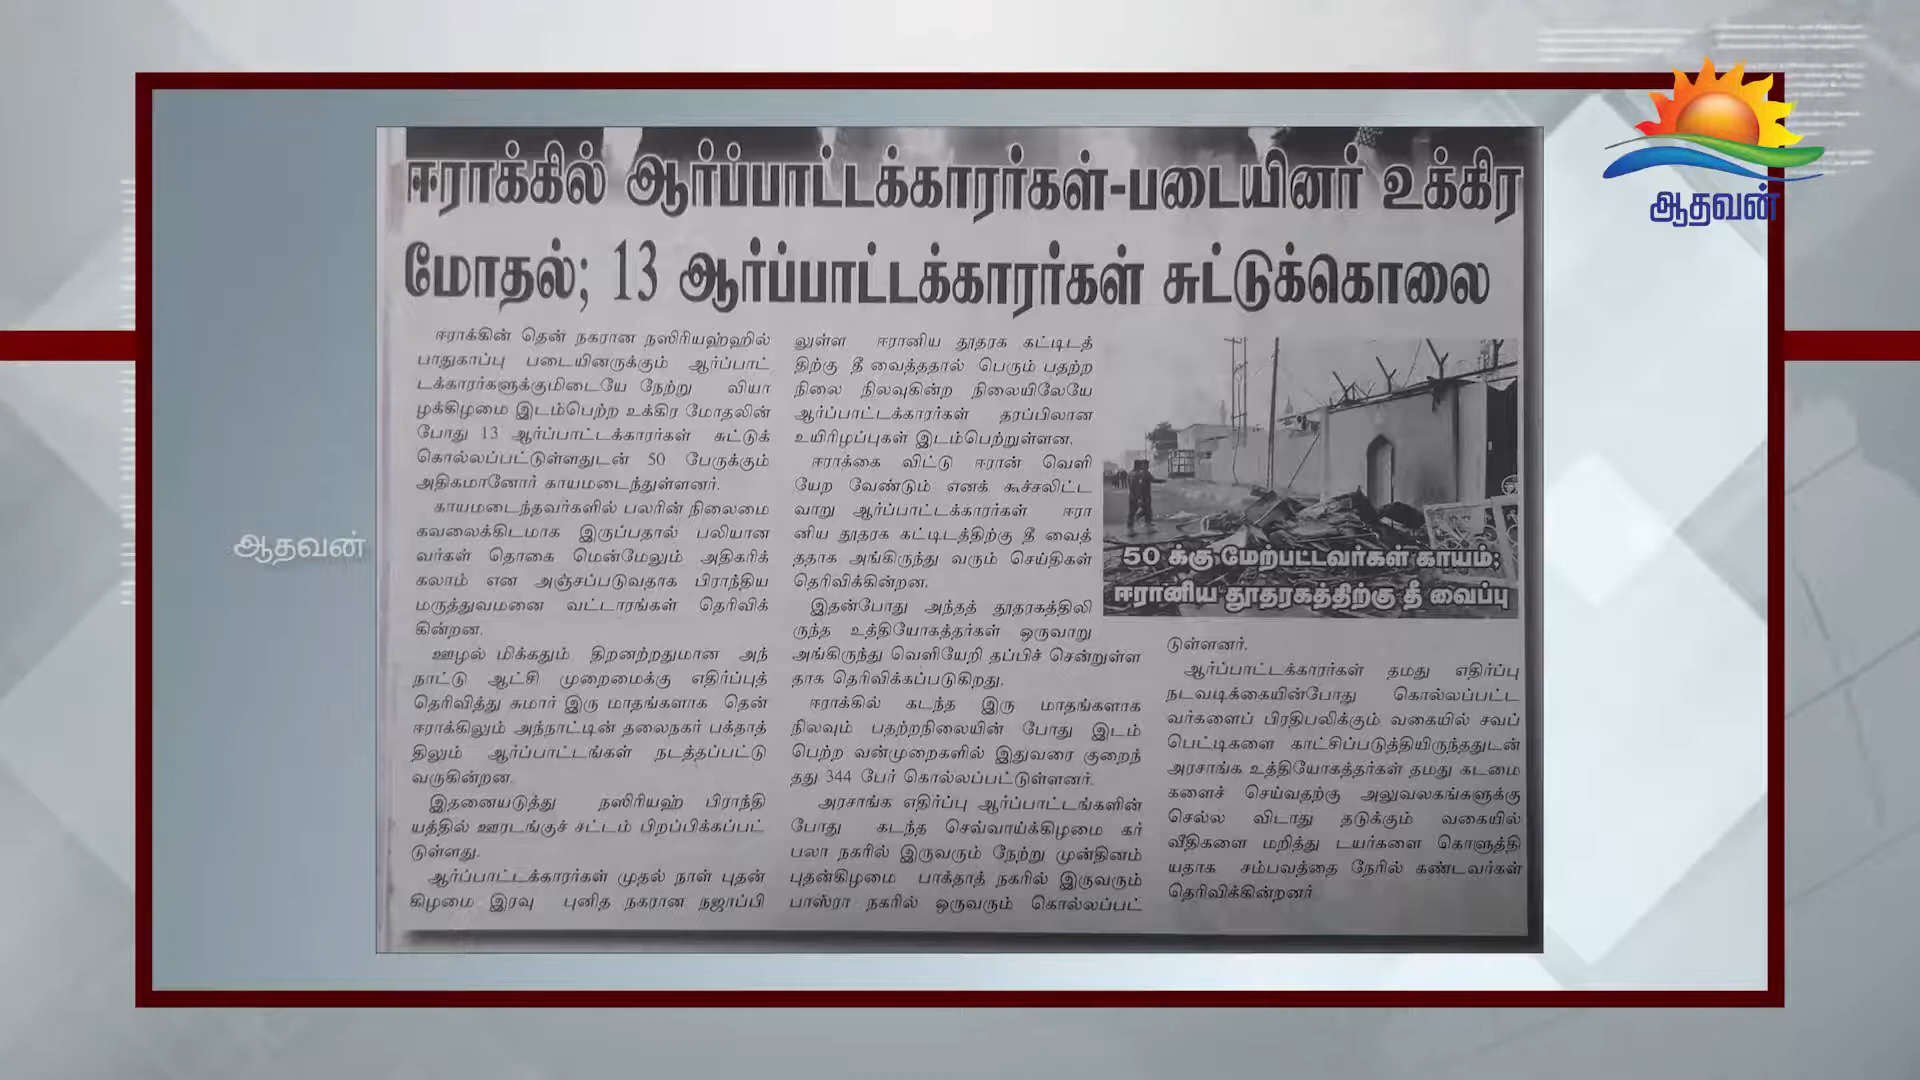 ஈராக்கில் ஆர்ப்பாட்டக்காரர்கள்-படையினர் உக்கிர
மோதல்; 13 ஆர்ப்பாட்டக்காரர்கள் சுட்டுக்கொலை
ஈராக்கின் தென் நகரான நஸிரியஹ்ஹில்
பாதுகாப்பு படையினருக்கும் ஆர்ப்பாட்
டக்காரர்களுக்குமிடையே நேற்று வியா
ழக்கிழமை இடம்பெற்ற உக்கிர மோதலின்
போது 13 ஆர்ப்பாட்டக்காரர்கள் சுட்டுக்
கொல்லப்பட்டுள்ளதுடன் 50 பேருக்கும்
அதிகமானோர் காயமடைந்துள்ளனர்.
காயமடைந்தவர்களில் பலரின் நிலைமை
கவலைக்கிடமாக இருப்பதால் பலியான
வர்கள் தொகை மென்மேலும் அதிகரிக்
கலாம் என அஞ்சப்படுவதாக பிராந்திய
மருத்துவமனை வட்டாரங்கள் தெரிவிக்
கின்றன.
ஊழல் மிக்கதும் திறனற்றதுமான அந்
நாட்டு ஆட்சி முறைமைக்கு எதிர்ப்புத்
தெரிவித்து சுமார் இரு மாதங்களாக தென்
ஈராக்கிலும் அந்நாட்டின் தலைநகர் பக்தாத்
திலும் ஆர்ப்பாட்டங்கள் நடத்தப்பட்டு
வருகின்றன.
இதனையடுத்து நஸிரியஹ் பிராந்தி
யத்தில் ஊரடங்குச் சட்டம் பிறப்பிக்கப்பட்
டுள்ளது.
ஆர்ப்பாட்டக்காரர்கள் முதல் நாள் புதன்
கிழமை இரவு புனித நகரான நஜாப்பி
லுள்ள ஈரானிய தூதரக கட்டிடத்
திற்கு தீ வைத்ததால் பெரும் பதற்ற
நிலை நிலவுகின்ற நிலையிலேயே
ஆர்ப்பாட்டக்காரர்கள் தரப்பிலான
உயிரிழப்புகள் இடம்பெற்றுள்ளன.
ஈராக்கை விட்டு ஈரான் வெளி
யேற வேண்டும் எனக் கூச்சலிட்ட
வாறு ஆர்ப்பாட்டக்காரர்கள் ஈரா
னிய தூதரக கட்டிடத்திற்கு தீ வைத்
ததாக அங்கிருந்து வரும் செய்திகள்
தெரிவிக்கின்றன.
இதன்போது அந்தத் தூதரகத்திலி
ருந்த உத்தியோகத்தர்கள் ஒருவாறு
அங்கிருந்து வெளியேறி தப்பிச் சென்றுள்ள
தாக தெரிவிக்கப்படுகிறது.
ஈராக்கில் கடந்த இரு மாதங்களாக
நிலவும் பதற்றநிலையின் போது இடம்
பெற்ற வன்முறைகளில் இதுவரை குறைந்
தது 344 பேர் கொல்லப்பட்டுள்ளனர்.
அரசாங்க எதிர்ப்பு ஆர்ப்பாட்டங்களின்
போது கடந்த செவ்வாய்க்கிழமை கர்
பலா நகரில் இருவரும் நேற்று முன்தினம்
புதன்கிழமை பாக்தாத் நகரில் இருவரும்
பாஸ்ரா நகரில் ஒருவரும் கொல்லப்பட்
50 க்கு மேற்பட்டவர்கள் காயம்;
ஈரானிய தூதரகத்திற்கு தீ வைப்பு
டுள்ளனர்.
ஆர்ப்பாட்டக்காரர்கள் தமது எதிர்ப்பு
நடவடிக்கையின்போது கொல்லப்பட்ட
வர்களைப் பிரதிபலிக்கும் வகையில் சவப்
பெட்டிகளை காட்சிப்படுத்தியிருந்ததுடன்
அரசாங்க உத்தியோகத்தர்கள் தமது கடமை
களைச் செய்வதற்கு அலுவலகங்களுக்கு
செல்ல விடாது தடுக்கும் வகையில்
வீதிகளை மறித்து டயர்களை கொளுத்தி
யதாக சம்பவத்தை நேரில் கண்டவர்கள்
தெரிவிக்கின்றனர்
ஆதவன்
ஆதவன்